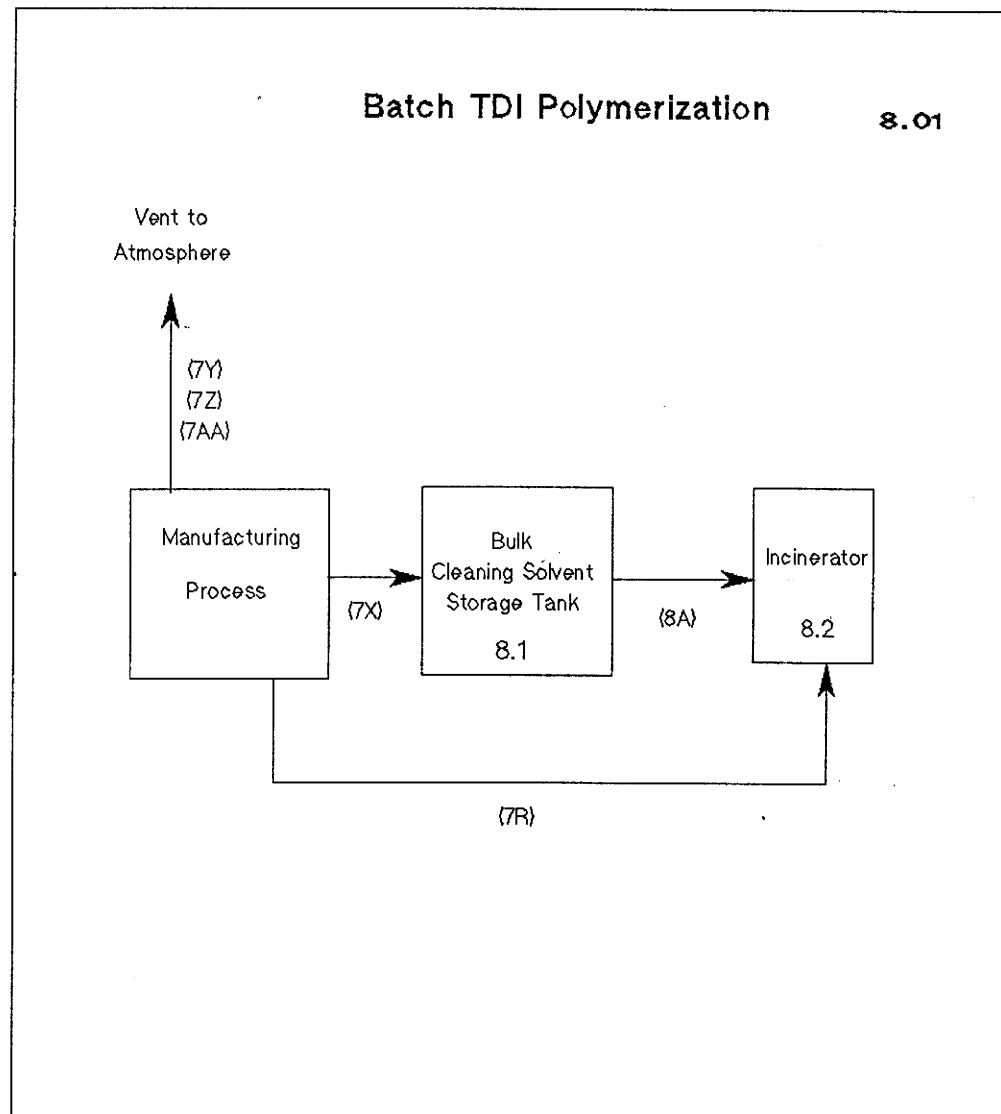 Batch TDI Polymerization 8.01
Vent to
Atmosphere
(7Y)
(7Z)
(7AA)
Manufacturing
Process
(7X)
Bulk
Cleaning Solvent
Storage Tank
8.1
(8A)
Incinerator
8.2
(7R)